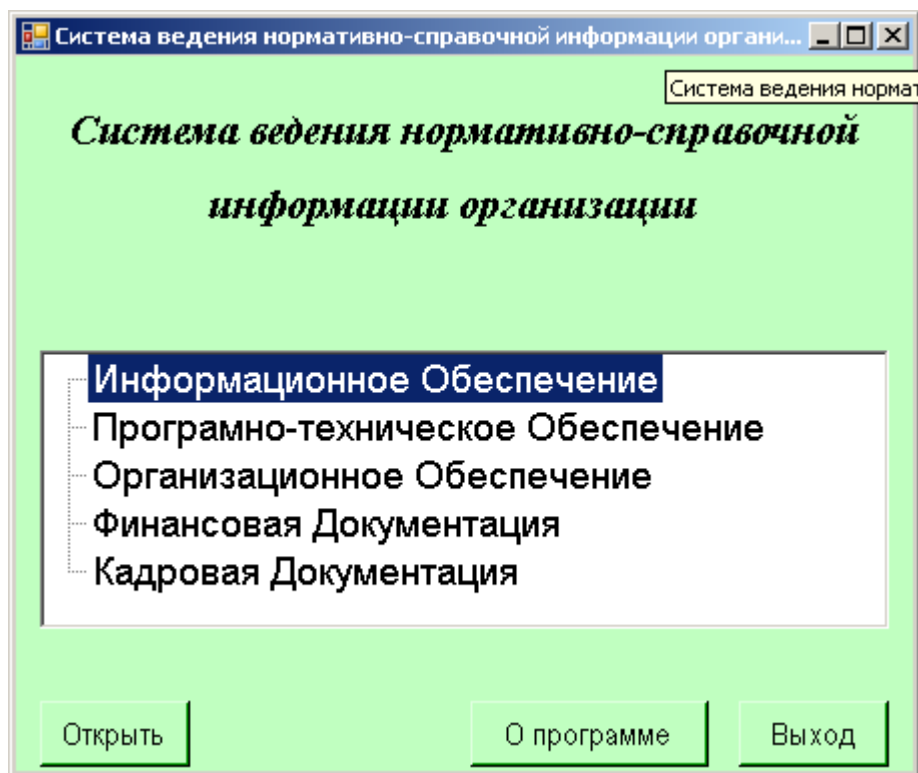 Система ведения нормативно-справочной информации органи...
Система ведения нормат
Система ведения нормативно-справочной
информации организации
Информационное Обеспечение
Програмно-техническое Обеспечение
Организационное Обеспечение
Финансовая Документация
Кадровая Документация
Открыть
О программе
Выход